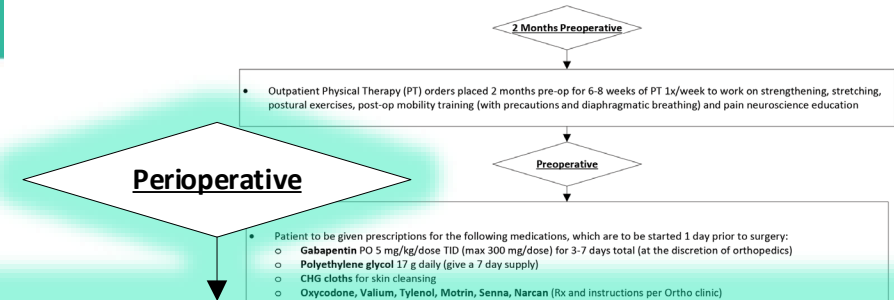 2 Months Preoperative
• Outpatient Physical Therapy (PT) orders placed 2 months pre-op for 6-8 weeks of PT 1x/week to work on strengthening, stretching,
postural exercises, post-op mobility training (with precautions and diaphragmatic breathing) and pain neuroscience education
Perioperative
Preoperative
• Patient to be given prescriptions for the following medications, which are to be started 1 day prior to surgery:
o Gabapentin PO 5 mg/kg/dose TID (max 300 mg/dose) for 3-7 days total (at the discretion of orthopedics)
o Polyethylene glycol 17 g daily (give a 7 day supply)
o CHG cloths for skin cleansing
o Oxycodone, Valium, Tylenol, Motrin, Senna, Narcan (Rx and instructions per Ortho clinic)